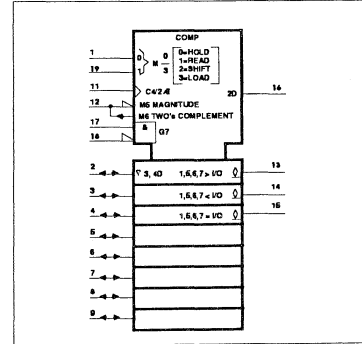 COMP
1 0 M 0 0=HOLD
19 1 3 1=READ
2=SHIFT
3=LOAD
11 C4/2 2D 16
12 M5 MAGNITUDE
M6 TWO's COMPLEMENT
17 & G7
18
2 ▽ 3, 4D 1,5,6,7 > I/O 13
3 1,5,6,7 < I/O 14
4 1,5,6,7 = I/O 15
5
6
7
8
9